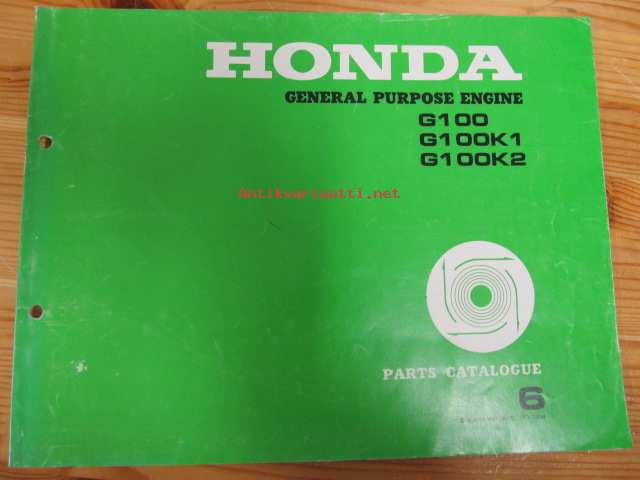 HONDA
GENERAL PURPOSE ENGINE
G100
G100K1
G100K2
Antikvariaatti.net
PARTS CATALOGUE
6